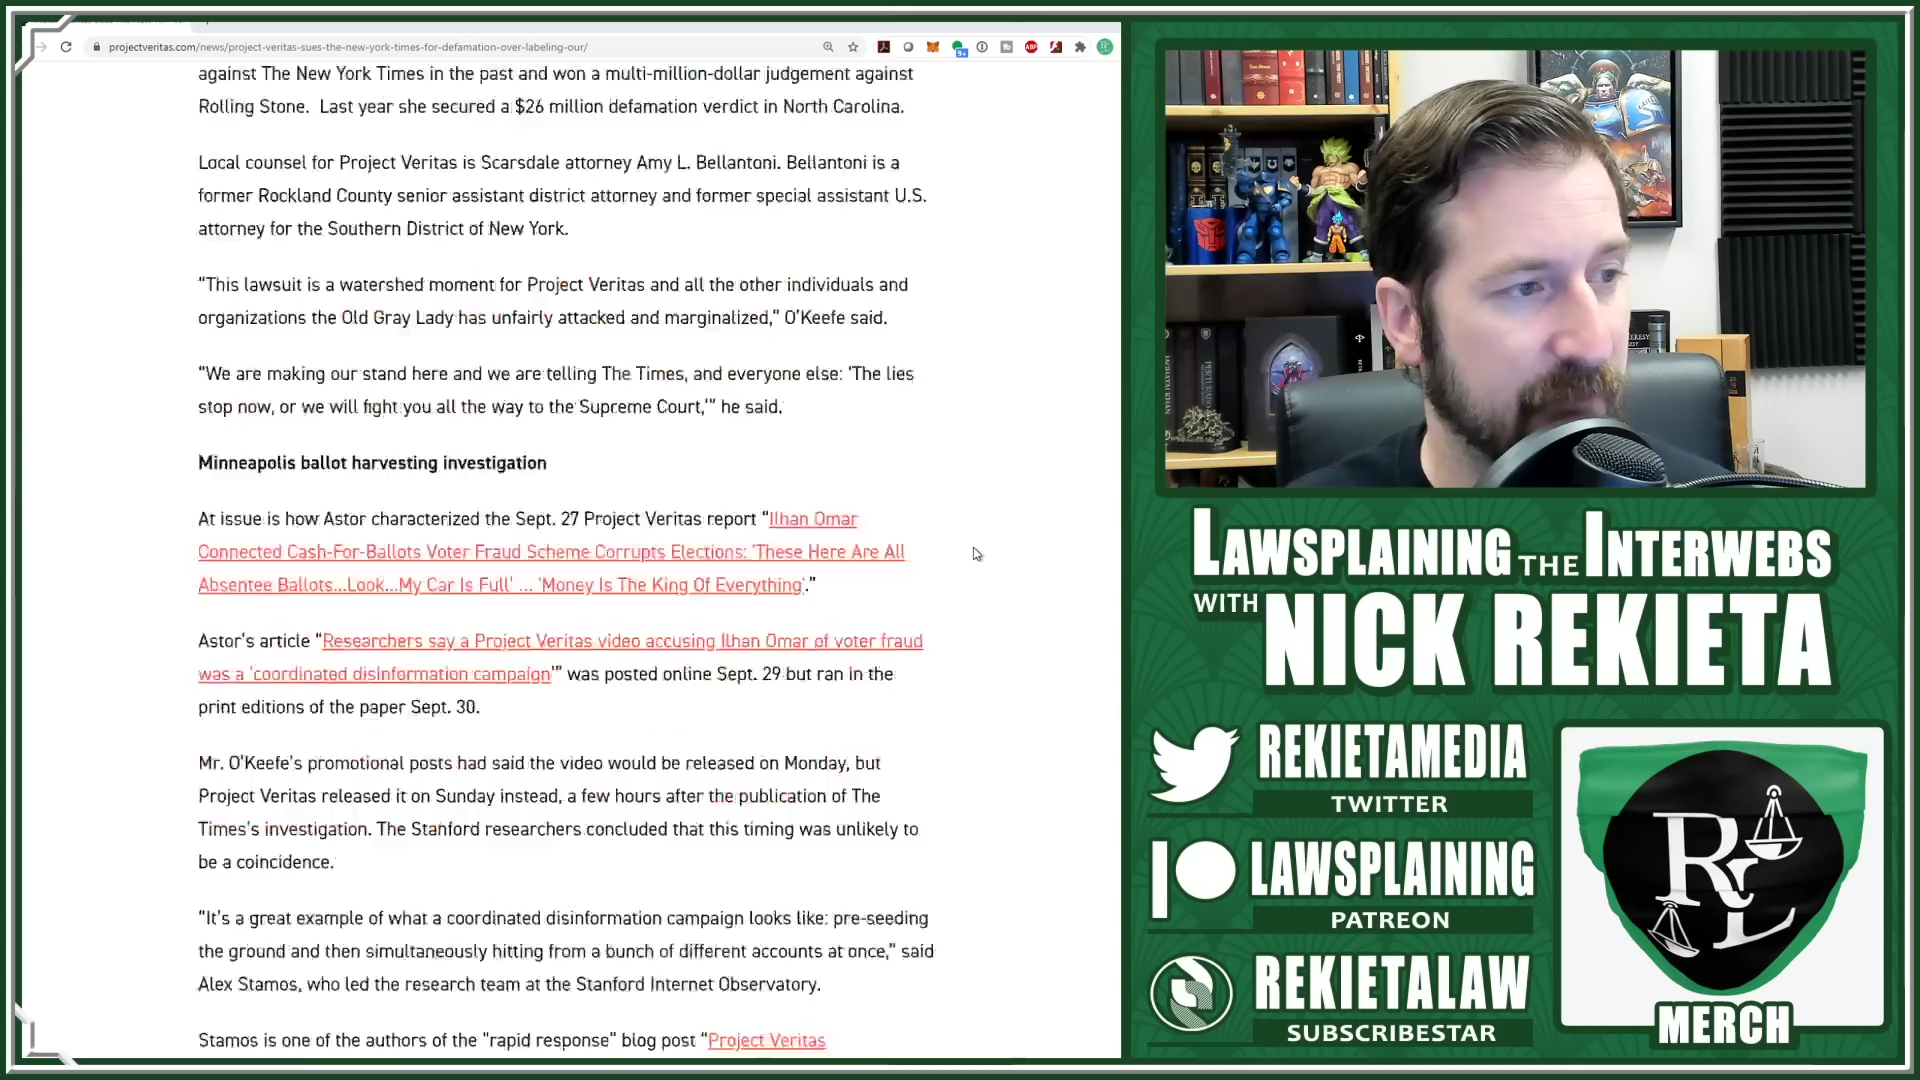 projectveritas.com/news/project-veritas-sues-the-new-york-times-for-defamation-over-labeling-our/
against The New York Times in the past and won a multi-million-dollar judgement against
Rolling Stone. Last year she secured a $26 million defamation verdict in North Carolina.
Local counsel for Project Veritas is Scarsdale attorney Amy L. Bellantoni. Bellantoni is a
former Rockland County senior assistant district attorney and former special assistant U.S.
attorney for the Southern District of New York.
“This lawsuit is a watershed moment for Project Veritas and all the other individuals and
organizations the Old Gray Lady has unfairly attacked and marginalized,” O’Keefe said.
“We are making our stand here and we are telling The Times, and everyone else: ‘The lies
stop now, or we will fight you all the way to the Supreme Court,’” he said.
Minneapolis ballot harvesting investigation
At issue is how Astor characterized the Sept. 27 Project Veritas report “Ilhan Omar
Connected Cash-For-Ballots Voter Fraud Scheme Corrupts Elections: 'These Here Are All
Absentee Ballots...Look...My Car Is Full' ... 'Money Is The King Of Everything'.”
Astor’s article “Researchers say a Project Veritas video accusing Ilhan Omar of voter fraud
was a ‘coordinated disinformation campaign’” was posted online Sept. 29 but ran in the
print editions of the paper Sept. 30.
Mr. O’Keefe’s promotional posts had said the video would be released on Monday, but
Project Veritas released it on Sunday instead, a few hours after the publication of The
Times’s investigation. The Stanford researchers concluded that this timing was unlikely to
be a coincidence.
“It’s a great example of what a coordinated disinformation campaign looks like: pre-seeding
the ground and then simultaneously hitting from a bunch of different accounts at once,” said
Alex Stamos, who led the research team at the Stanford Internet Observatory.
Stamos is one of the authors of the "rapid response" blog post “Project Veritas
LAWSPLAINING THE INTERWEBS
WITH NICK REKIETA
REKIETAMEDIA
TWITTER
LAWSPLAINING
PATREON
REKIETALAW
SUBSCRIBESTAR
RL
MERCH